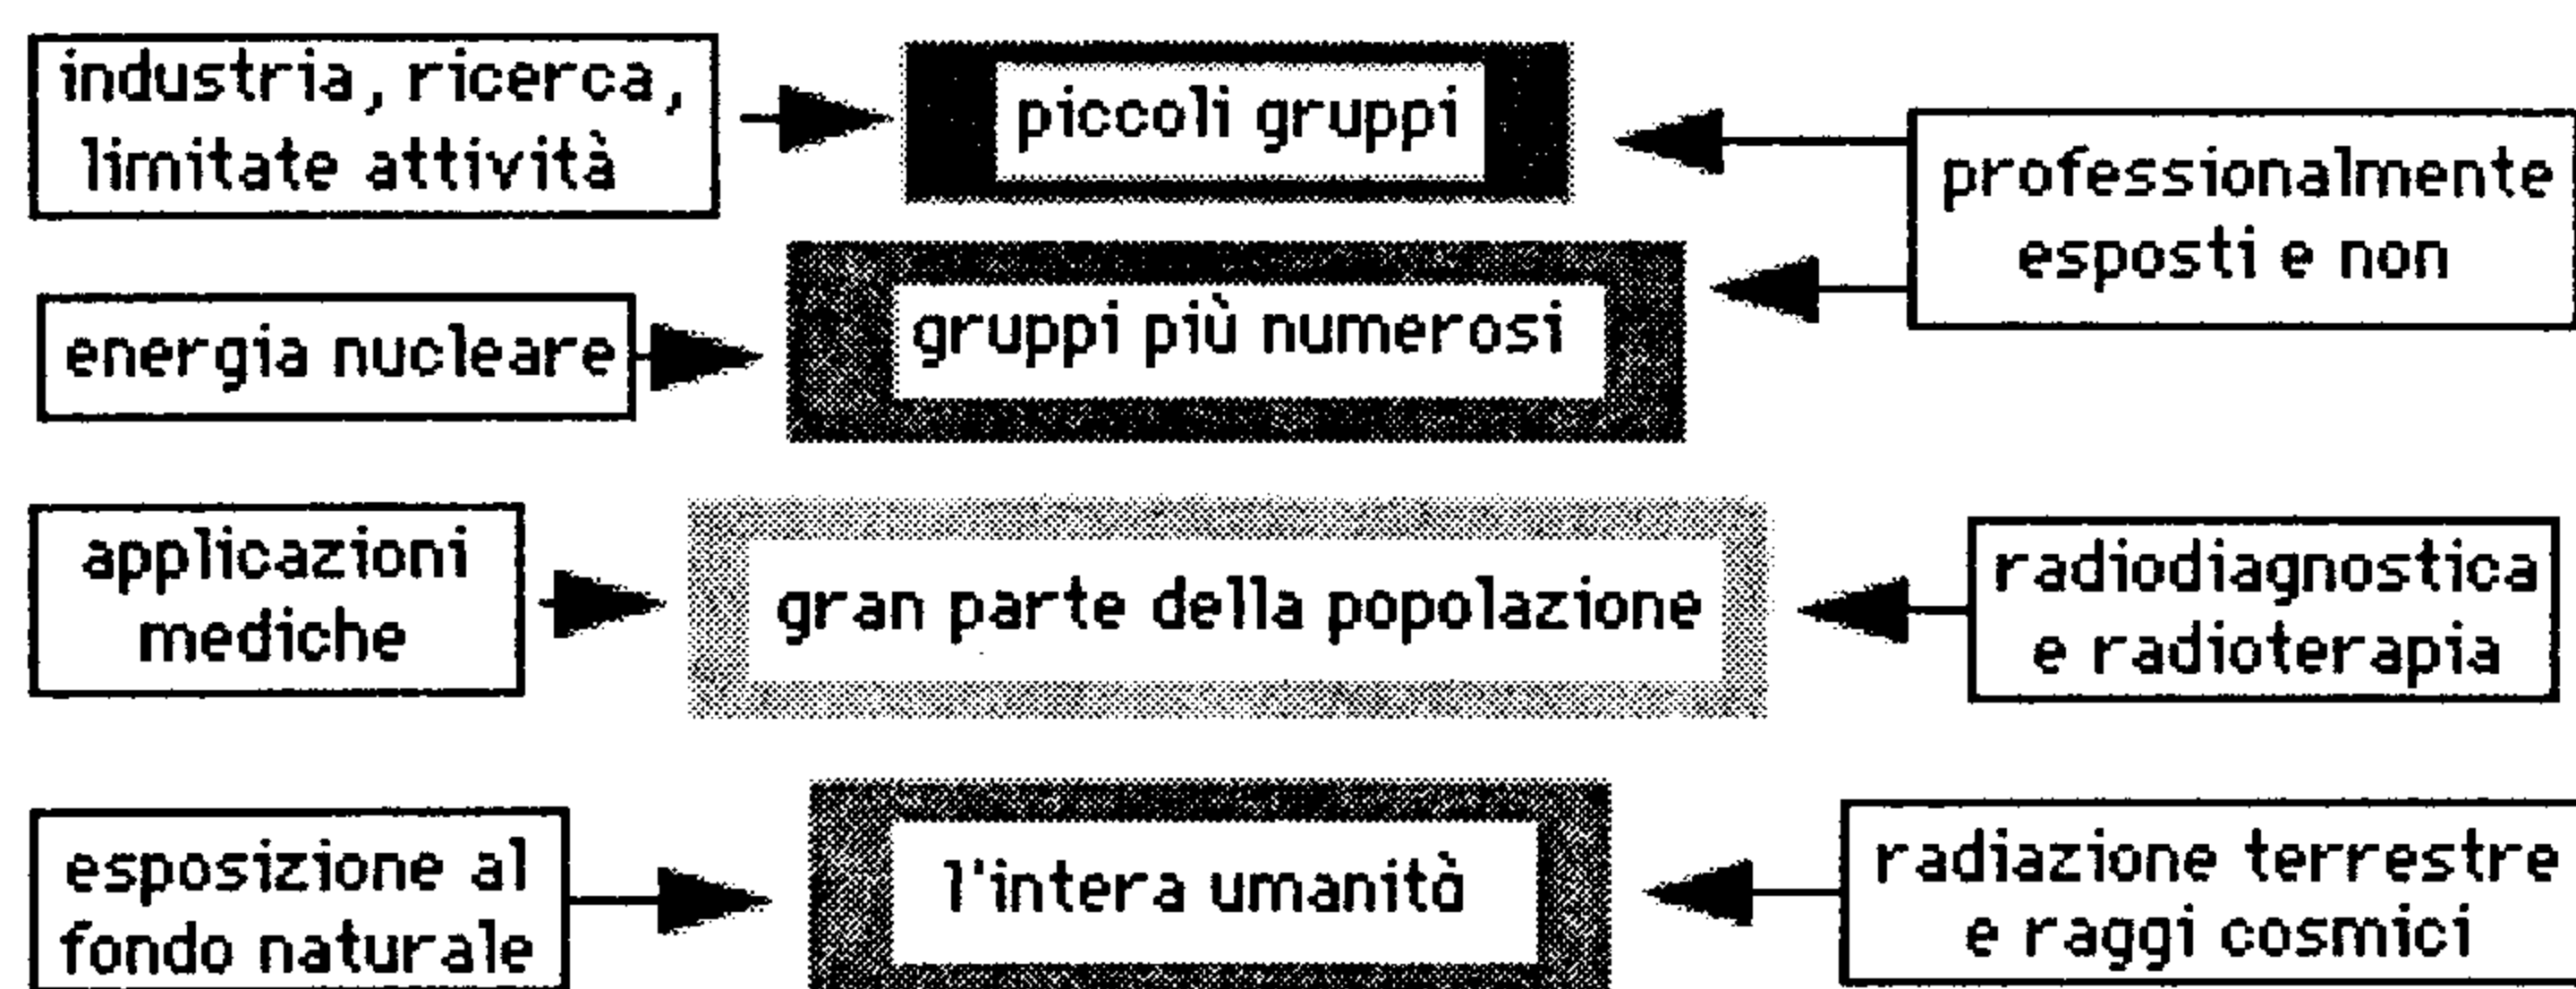 industria, ricerca,
limitate attività
piccoli gruppi
professionalmente
esposti e non
energia nucleare
gruppi più numerosi
applicazioni
mediche
gran parte della popolazione
radiodiagnostica
e radioterapia
esposizione al
fondo naturale
l'intera umanità
radiazione terrestre
e raggi cosmici